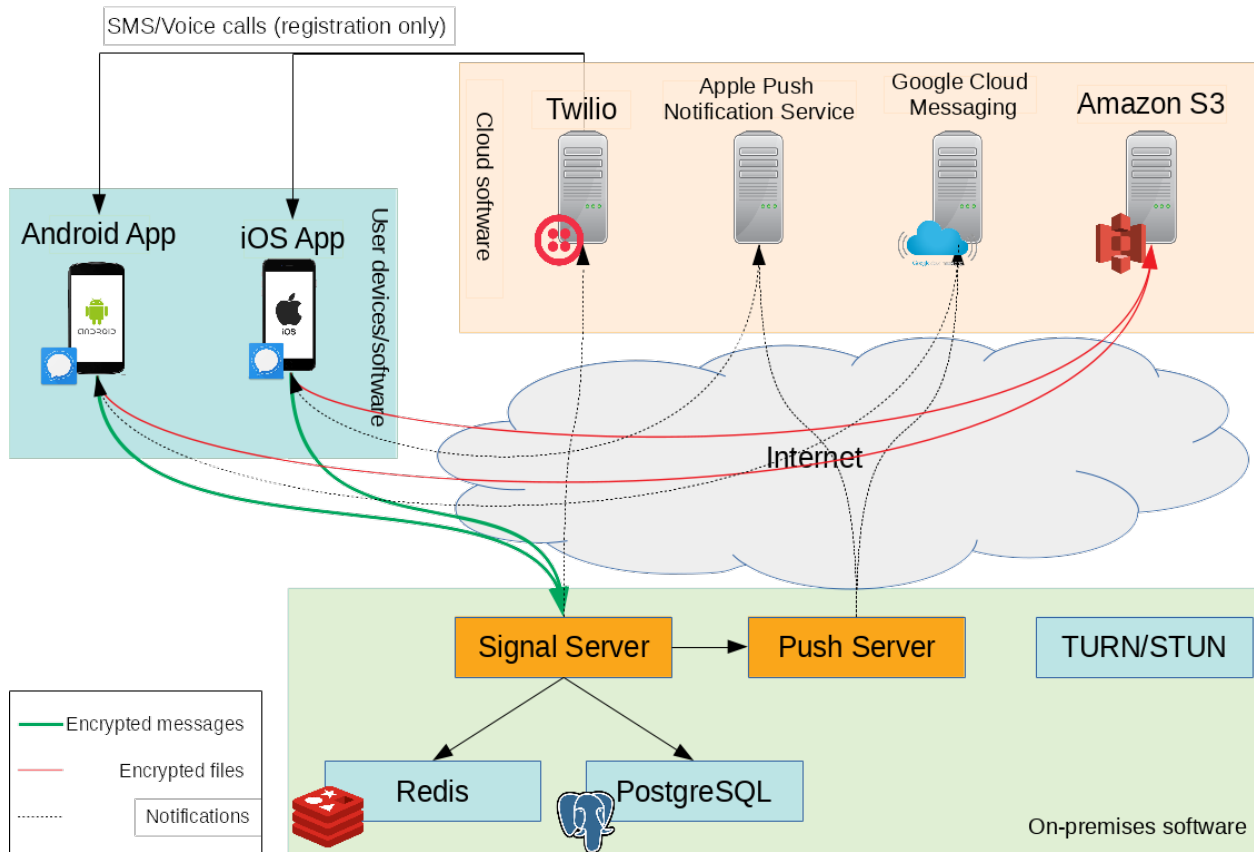 SMS/Voice calls (registration only)
Cloud software
Twilio
Apple Push
Notification Service
Google Cloud
Messaging
Amazon S3
User devices/software
Android App
iOS App
android
iOS
Internet
Signal Server
Push Server
TURN/STUN
Redis
PostgreSQL
On-premises software
Encrypted messages
Encrypted files
Notifications